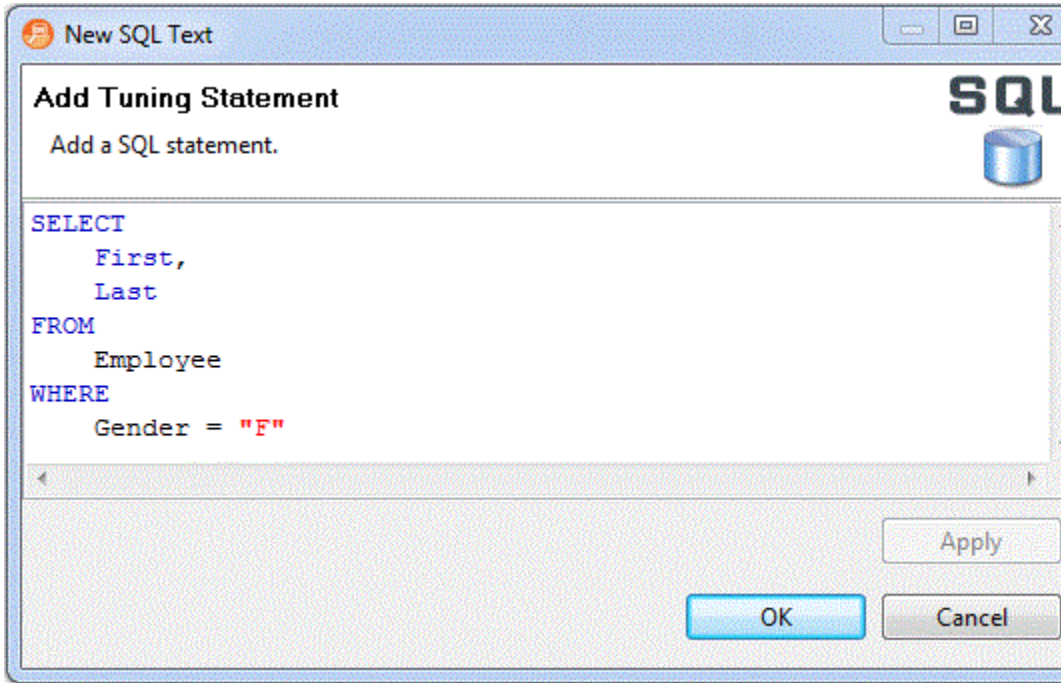 New SQL Text
Add Tuning Statement
SQL
Add a SQL statement.
SELECT
First,
Last
FROM
Employee
WHERE
Gender = "F"
Apply
OK
Cancel